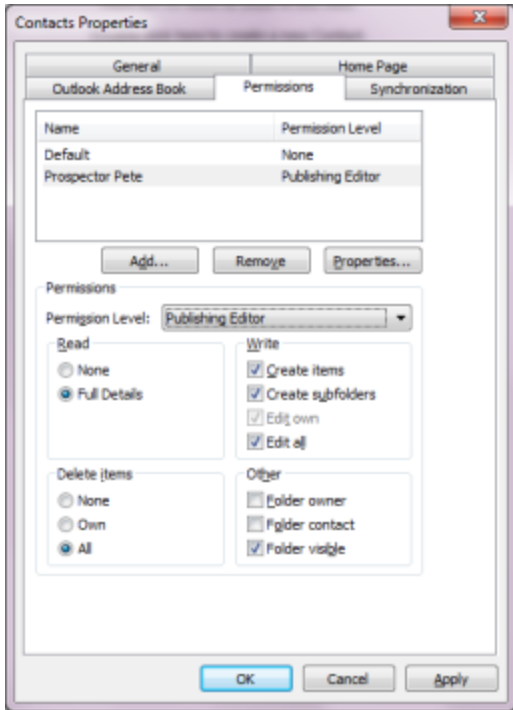 Contacts Properties
General Home Page
Outlook Address Book Permissions Synchronization
Name Permission Level
Default None
Prospector Pete Publishing Editor
Add... Remove Properties...
Permissions
Permission Level: Publishing Editor
Read Write
None Create items
Full Details Create subfolders
Edit own
Edit all
Delete items Other
None Folder owner
Own Folder contact
All Folder visible
OK Cancel Apply